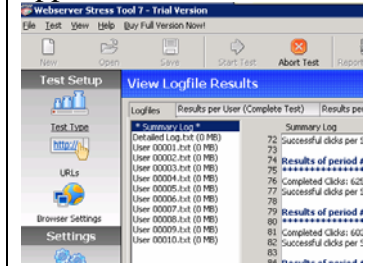 Webserver Stress Tool 7 - Trial Version
File Test View Help Buy Full Version Now!
New Open Save Start Test Abort Test Report
Test Setup
View Logfile Results
Logfiles Results per User (Complete Test) Results per
* Summary Log *
Detailed Log.txt (0 MB)
User 00001.txt (0 MB)
User 00002.txt (0 MB)
User 00003.txt (0 MB)
User 00004.txt (0 MB)
User 00005.txt (0 MB)
User 00006.txt (0 MB)
User 00007.txt (0 MB)
User 00008.txt (0 MB)
User 00009.txt (0 MB)
User 00010.txt (0 MB)
Summary Log
72 Successful clicks per S
73
74 Results of period #
75 ******************
76 Completed Clicks: 625
77 Successful clicks per S
78
79 Results of period #
80 ******************
81 Completed Clicks: 602
82 Successful clicks per S
83
84 Results of period #
Test Type
http://
URLs
Browser Settings
Settings